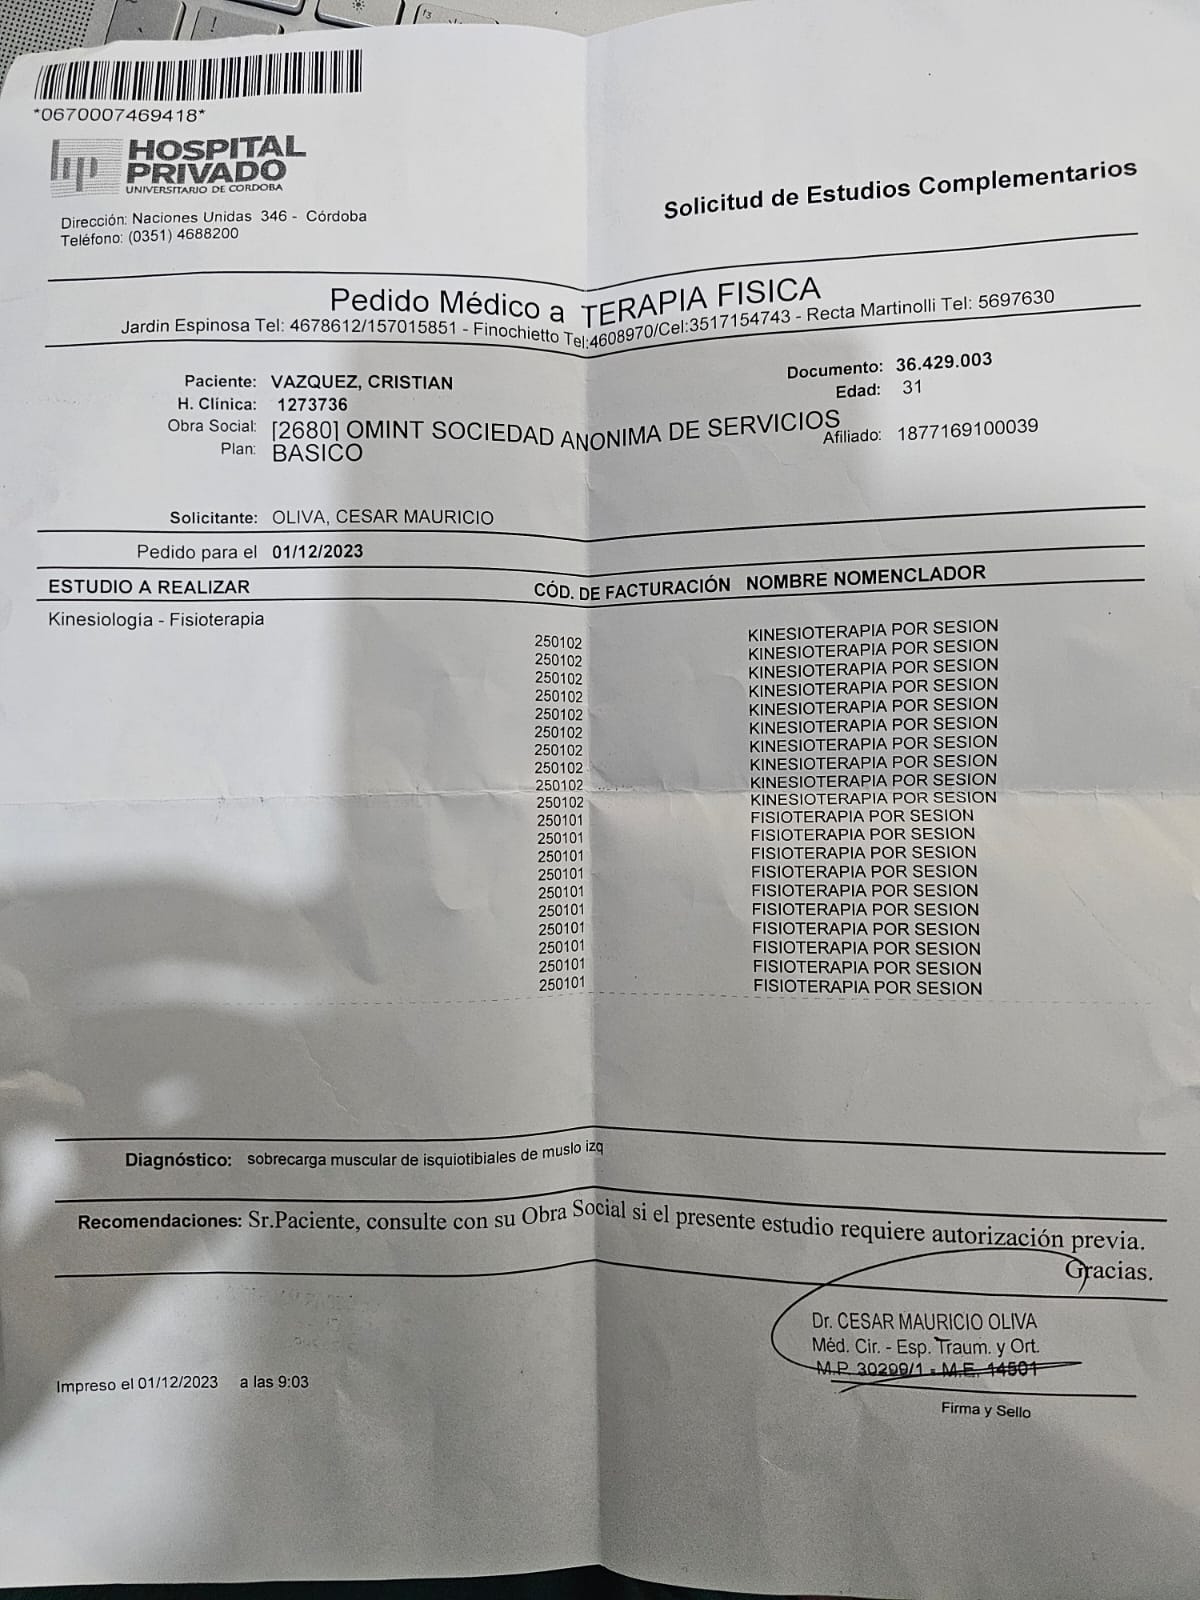 *0670007469418*
HOSPITAL
PRIVADO
UNIVERSITARIO DE CORDOBA
Dirección: Naciones Unidas 346 - Córdoba
Teléfono: (0351) 4688200
Solicitud de Estudios Complementarios
Pedido Médico a TERAPIA FISICA
Jardin Espinosa Tel: 4678612/157015851 - Finochietto Tel:4608970/Cel:3517154743 - Recta Martinolli Tel: 5697630
Paciente: VAZQUEZ, CRISTIAN Documento: 36.429.003
H. Clínica: 1273736 Edad: 31
Obra Social: [2680] OMINT SOCIEDAD ANONIMA DE SERVICIOS Afiliado: 1877169100039
Plan: BASICO
Solicitante: OLIVA, CESAR MAURICIO
Pedido para el 01/12/2023
ESTUDIO A REALIZAR CÓD. DE FACTURACIÓN NOMBRE NOMENCLADOR
Kinesiología - Fisioterapia
250102 KINESIOTERAPIA POR SESION
250102 KINESIOTERAPIA POR SESION
250102 KINESIOTERAPIA POR SESION
250102 KINESIOTERAPIA POR SESION
250102 KINESIOTERAPIA POR SESION
250102 KINESIOTERAPIA POR SESION
250102 KINESIOTERAPIA POR SESION
250102 KINESIOTERAPIA POR SESION
250102 KINESIOTERAPIA POR SESION
250102 KINESIOTERAPIA POR SESION
250101 FISIOTERAPIA POR SESION
250101 FISIOTERAPIA POR SESION
250101 FISIOTERAPIA POR SESION
250101 FISIOTERAPIA POR SESION
250101 FISIOTERAPIA POR SESION
250101 FISIOTERAPIA POR SESION
250101 FISIOTERAPIA POR SESION
250101 FISIOTERAPIA POR SESION
250101 FISIOTERAPIA POR SESION
250101 FISIOTERAPIA POR SESION
Diagnóstico: sobrecarga muscular de isquiotibiales de muslo izq
Recomendaciones: Sr.Paciente, consulte con su Obra Social si el presente estudio requiere autorización previa.
Gracias.
Dr. CESAR MAURICIO OLIVA
Méd. Cir. - Esp. Traum. y Ort.
M.P. 30299/1 - M.E. 14501
Impreso el 01/12/2023 a las 9:03
Firma y Sello